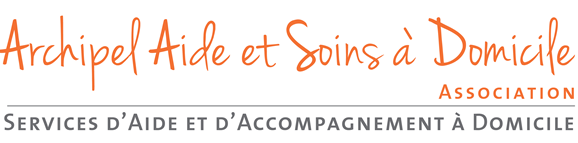 Archipel Aide et Soins à Domicile
Association
Services d'Aide et d'Accompagnement à Domicile